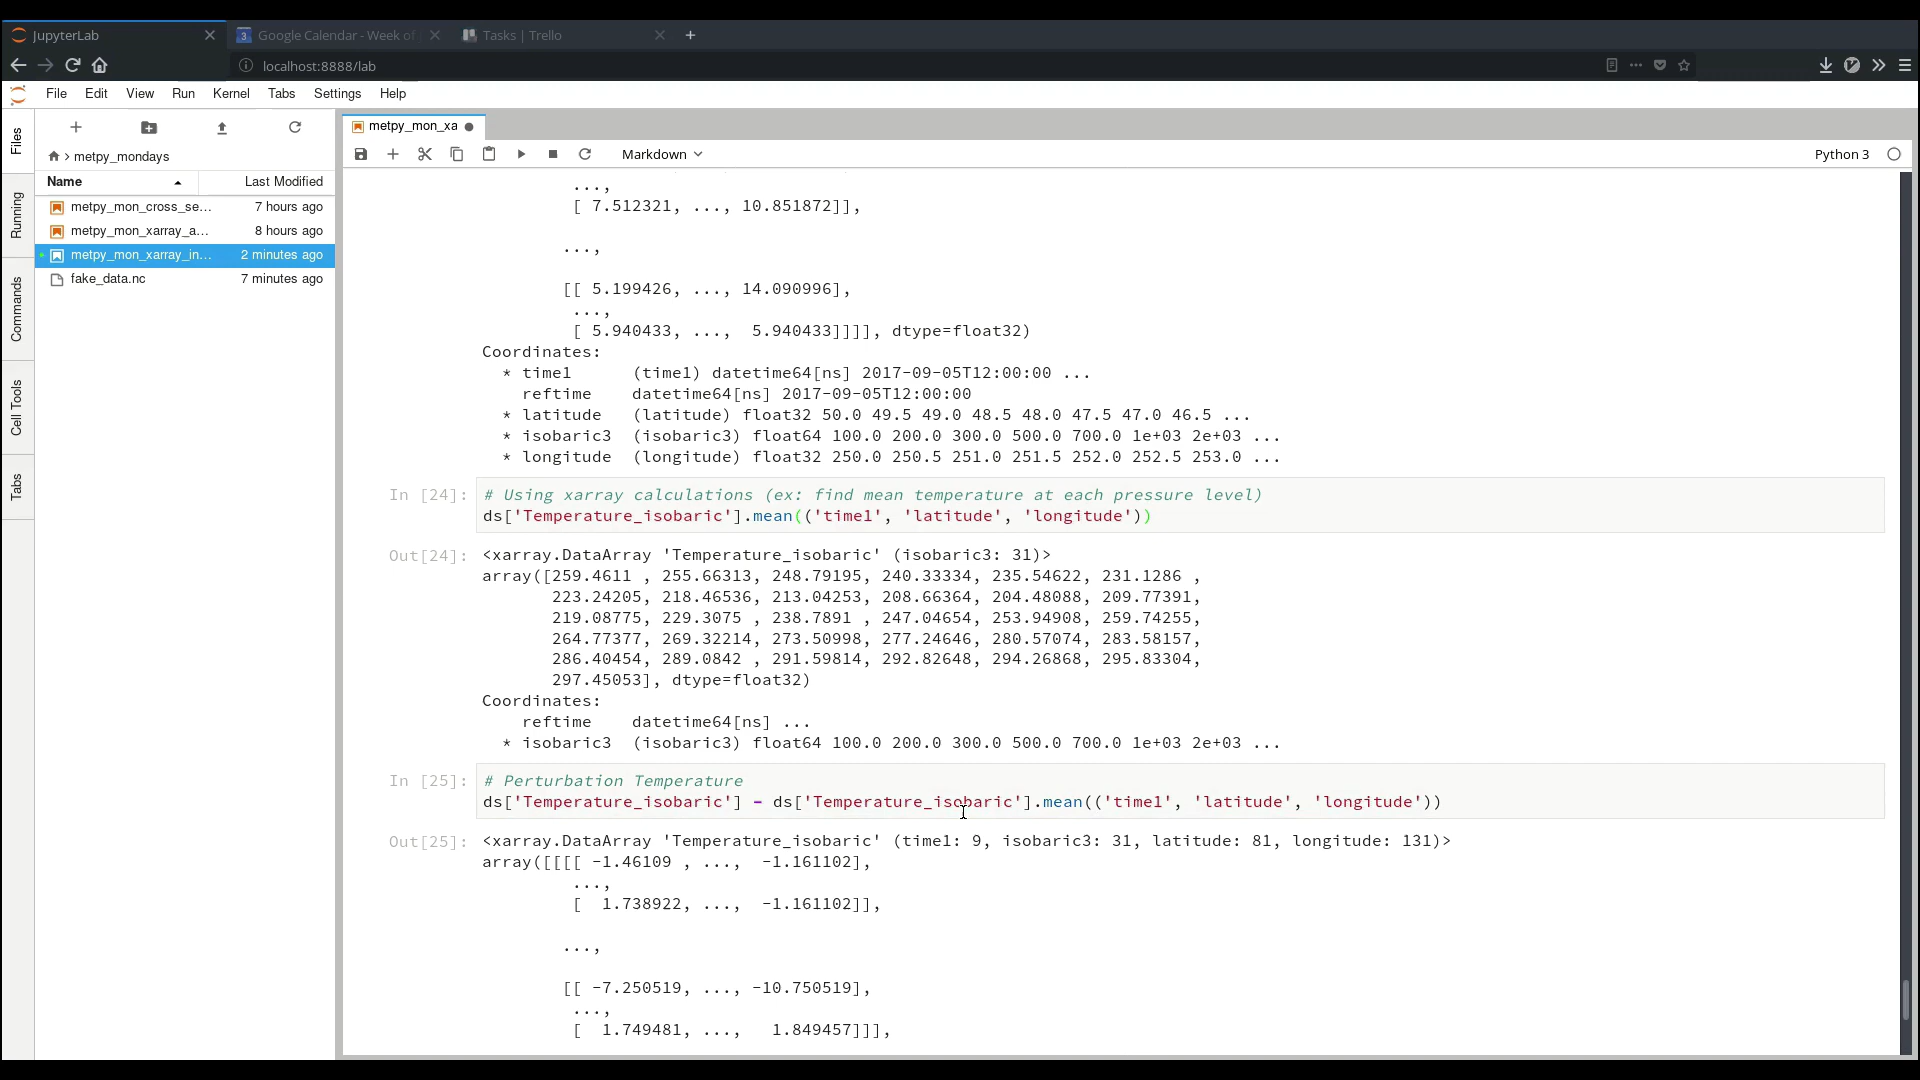 JupyterLab
Google Calendar - Week of
Tasks | Trello
localhost:8888/lab
File Edit View Run Kernel Tabs Settings Help
Files
Running
Commands
Cell Tools
Tabs
metpy_mondays
Name Last Modified
metpy_mon_cross_se... 7 hours ago
metpy_mon_xarray_a... 8 hours ago
metpy_mon_xarray_in... 2 minutes ago
fake_data.nc 7 minutes ago
metpy_mon_xa
Markdown
Python 3
...,
[ 7.512321, ..., 10.851872]],
...,
[[ 5.199426, ..., 14.090996],
...,
[ 5.940433, ..., 5.940433]]]], dtype=float32)
Coordinates:
* time1 (time1) datetime64[ns] 2017-09-05T12:00:00 ...
reftime datetime64[ns] 2017-09-05T12:00:00
* latitude (latitude) float32 50.0 49.5 49.0 48.5 48.0 47.5 47.0 46.5 ...
* isobaric3 (isobaric3) float64 100.0 200.0 300.0 500.0 700.0 1e+03 2e+03 ...
* longitude (longitude) float32 250.0 250.5 251.0 251.5 252.0 252.5 253.0 ...
In [24]: # Using xarray calculations (ex: find mean temperature at each pressure level)
ds['Temperature_isobaric'].mean(('time1', 'latitude', 'longitude'))
Out[24]: <xarray.DataArray 'Temperature_isobaric' (isobaric3: 31)>
array([259.4611 , 255.66313, 248.79195, 240.33334, 235.54622, 231.1286 ,
223.24205, 218.46536, 213.04253, 208.66364, 204.48088, 209.77391,
219.08775, 229.3075 , 238.7891 , 247.04654, 253.94908, 259.74255,
264.77377, 269.32214, 273.50998, 277.24646, 280.57074, 283.58157,
286.40454, 289.0842 , 291.59814, 292.82648, 294.26868, 295.83304,
297.45053], dtype=float32)
Coordinates:
reftime datetime64[ns] ...
* isobaric3 (isobaric3) float64 100.0 200.0 300.0 500.0 700.0 1e+03 2e+03 ...
In [25]: # Perturbation Temperature
ds['Temperature_isobaric'] - ds['Temperature_isobaric'].mean(('time1', 'latitude', 'longitude'))
Out[25]: <xarray.DataArray 'Temperature_isobaric' (time1: 9, isobaric3: 31, latitude: 81, longitude: 131)>
array([[[[ -1.46109 , ..., -1.161102],
...,
[ 1.738922, ..., -1.161102]],
...,
[[ -7.250519, ..., -10.750519],
...,
[ 1.749481, ..., 1.849457]]],